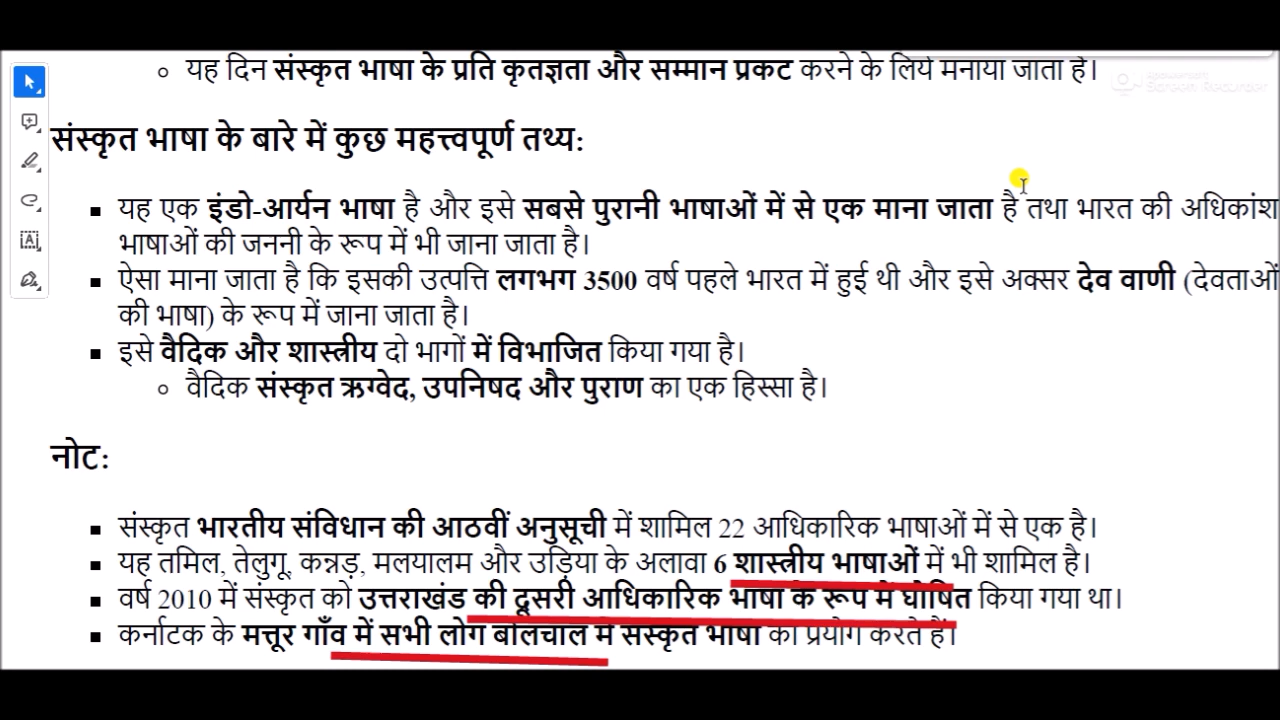 यह दिन संस्कृत भाषा के प्रति कृतज्ञता और सम्मान प्रकट करने के लिये मनाया जाता है।
SCREEN RECORDER
संस्कृत भाषा के बारे में कुछ महत्त्वपूर्ण तथ्य:
यह एक इंडो-आर्यन भाषा है और इसे सबसे पुरानी भाषाओं में से एक माना जाता है तथा भारत की अधिकांश
भाषाओं की जननी के रूप में भी जाना जाता है।
ऐसा माना जाता है कि इसकी उत्पत्ति लगभग 3500 वर्ष पहले भारत में हुई थी और इसे अक्सर देव वाणी (देवताओं
की भाषा) के रूप में जाना जाता है।
इसे वैदिक और शास्त्रीय दो भागों में विभाजित किया गया है।
वैदिक संस्कृत ऋग्वेद, उपनिषद और पुराण का एक हिस्सा है।
नोट:
संस्कृत भारतीय संविधान की आठवीं अनुसूची में शामिल 22 आधिकारिक भाषाओं में से एक है।
यह तमिल, तेलुगू, कन्नड़, मलयालम और उड़िया के अलावा 6 शास्त्रीय भाषाओं में भी शामिल है।
वर्ष 2010 में संस्कृत को उत्तराखंड की दूसरी आधिकारिक भाषा के रूप में घोषित किया गया था।
कर्नाटक के मत्तूर गाँव में सभी लोग बोलचाल में संस्कृत भाषा का प्रयोग करते हैं।